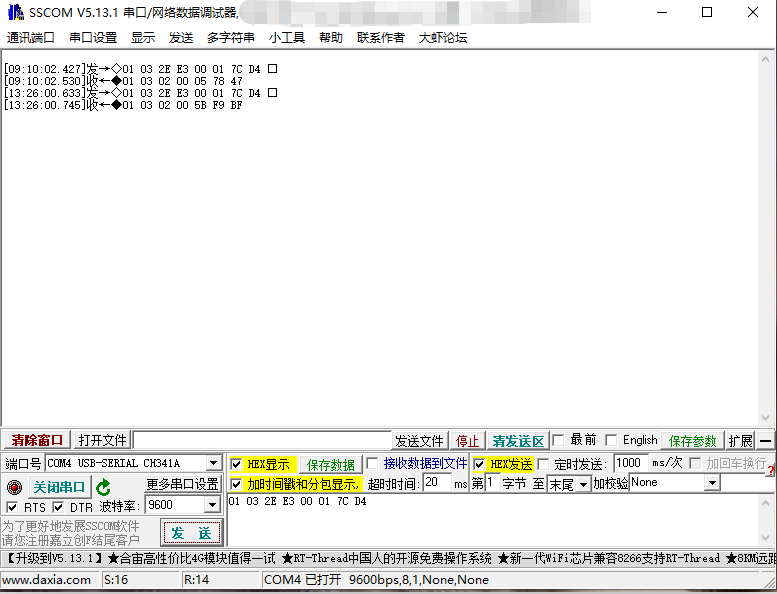 SSCOM V5.13.1 串口/网络数据调试器,
通讯端口 串口设置 显示 发送 多字符串 小工具 帮助 联系作者 大虾论坛
[09:10:02.427]发→◇01 03 2E E3 00 01 7C D4 □
[09:10:02.530]收←◆01 03 02 00 05 78 47
[13:26:00.633]发→◇01 03 2E E3 00 01 7C D4 □
[13:26:00.745]收←◆01 03 02 00 5B F9 BF
清除窗口 打开文件 发送文件 停止 清发送区 最前 English 保存参数 扩展 —
端口号 COM4 USB-SERIAL CH341A HEX显示 保存数据 接收数据到文件 HEX发送 定时发送: 1000 ms/次 加回车换行
关闭串口 更多串口设置 加时间戳和分包显示, 超时时间: 20 ms 第1 字节 至 末尾 加校验 None ?
RTS DTR 波特率: 9600 01 03 2E E3 00 01 7C D4
为了更好地发展SSCOM软件
请您注册嘉立创F结尾客户 发 送
【升级到V5.13.1】★合宙高性价比4G模块值得一试 ★RT-Thread中国人的开源免费操作系统 ★新一代WiFi芯片兼容8266支持RT-Thread ★8KM远距
www.daxia.com S:16 R:14 COM4 已打开 9600bps,8,1,None,None